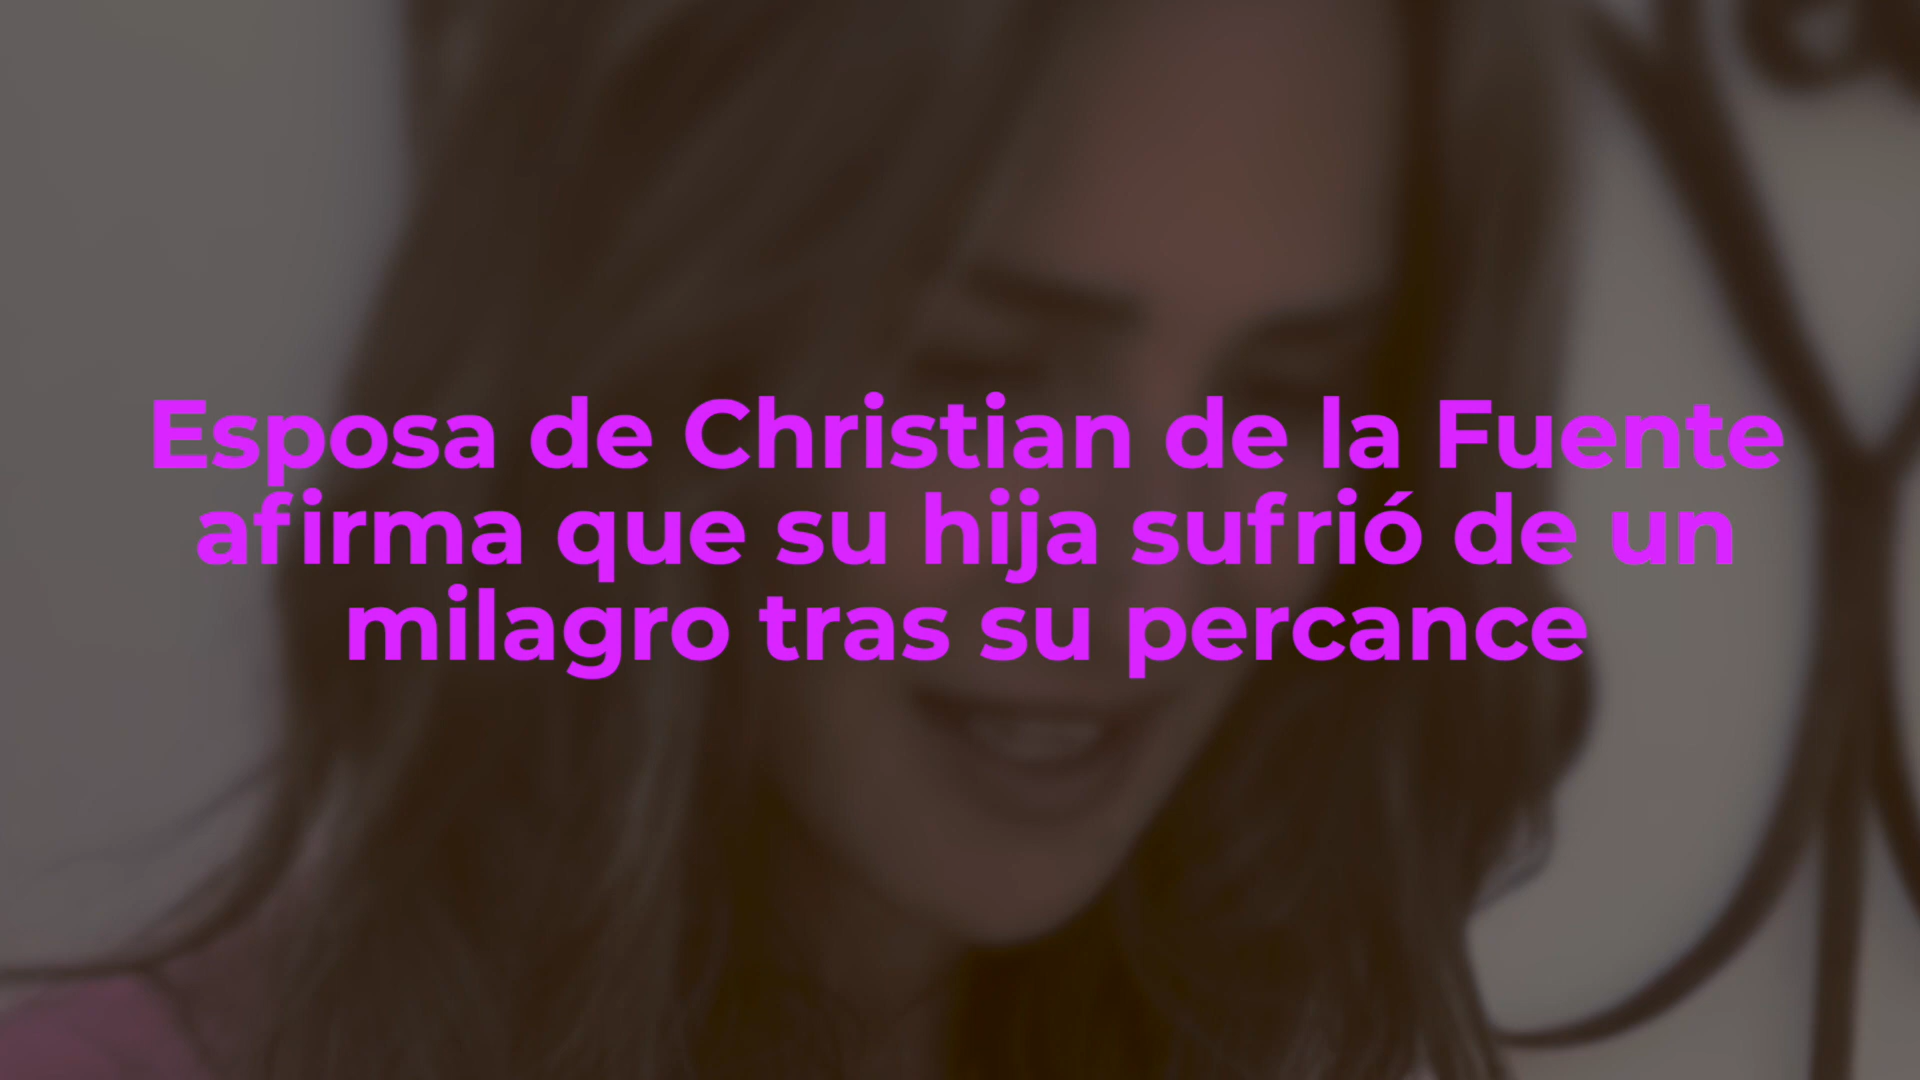 Esposa de Christian de la Fuente
afirma que su hija sufrió de un
milagro tras su percance